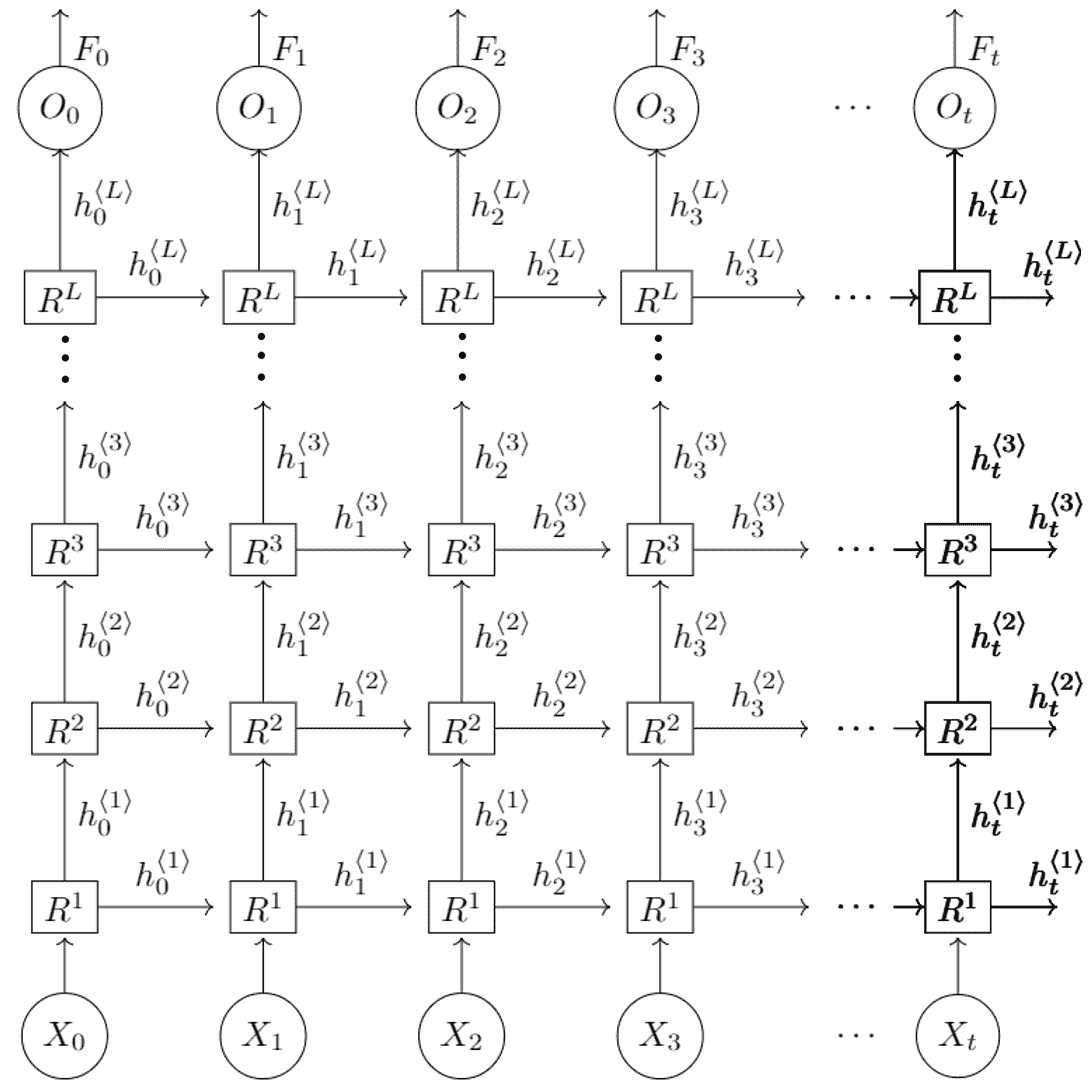 F_0 F_1 F_2 F_3 F_t
O_0 O_1 O_2 O_3 ⋯ O_t
h_0^{⟨L⟩} h_1^{⟨L⟩} h_2^{⟨L⟩} h_3^{⟨L⟩} h_t^{⟨L⟩}
h_0^{⟨L⟩} h_1^{⟨L⟩} h_2^{⟨L⟩} h_3^{⟨L⟩} h_t^{⟨L⟩}
R^L R^L R^L R^L ⋯ R^L
h_0^{⟨3⟩} h_1^{⟨3⟩} h_2^{⟨3⟩} h_3^{⟨3⟩} h_t^{⟨3⟩}
h_0^{⟨3⟩} h_1^{⟨3⟩} h_2^{⟨3⟩} h_3^{⟨3⟩} h_t^{⟨3⟩}
R^3 R^3 R^3 R^3 ⋯ R^3
h_0^{⟨2⟩} h_1^{⟨2⟩} h_2^{⟨2⟩} h_3^{⟨2⟩} h_t^{⟨2⟩}
h_0^{⟨2⟩} h_1^{⟨2⟩} h_2^{⟨2⟩} h_3^{⟨2⟩} h_t^{⟨2⟩}
R^2 R^2 R^2 R^2 ⋯ R^2
h_0^{⟨1⟩} h_1^{⟨1⟩} h_2^{⟨1⟩} h_3^{⟨1⟩} h_t^{⟨1⟩}
h_0^{⟨1⟩} h_1^{⟨1⟩} h_2^{⟨1⟩} h_3^{⟨1⟩} h_t^{⟨1⟩}
R^1 R^1 R^1 R^1 ⋯ R^1
X_0 X_1 X_2 X_3 ⋯ X_t